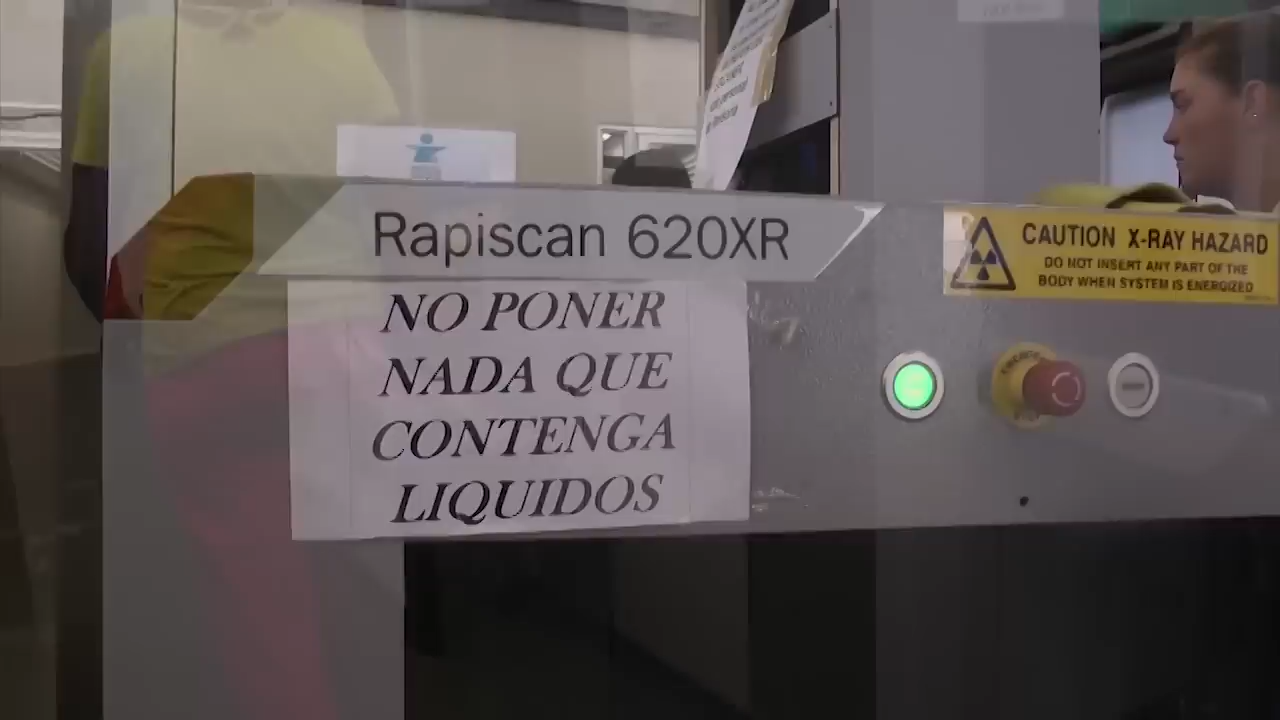 Rapiscan 620XR
CAUTION X-RAY HAZARD
DO NOT INSERT ANY PART OF THE
BODY WHEN SYSTEM IS ENERGIZED
NO PONER
NADA QUE
CONTENGA
LIQUIDOS